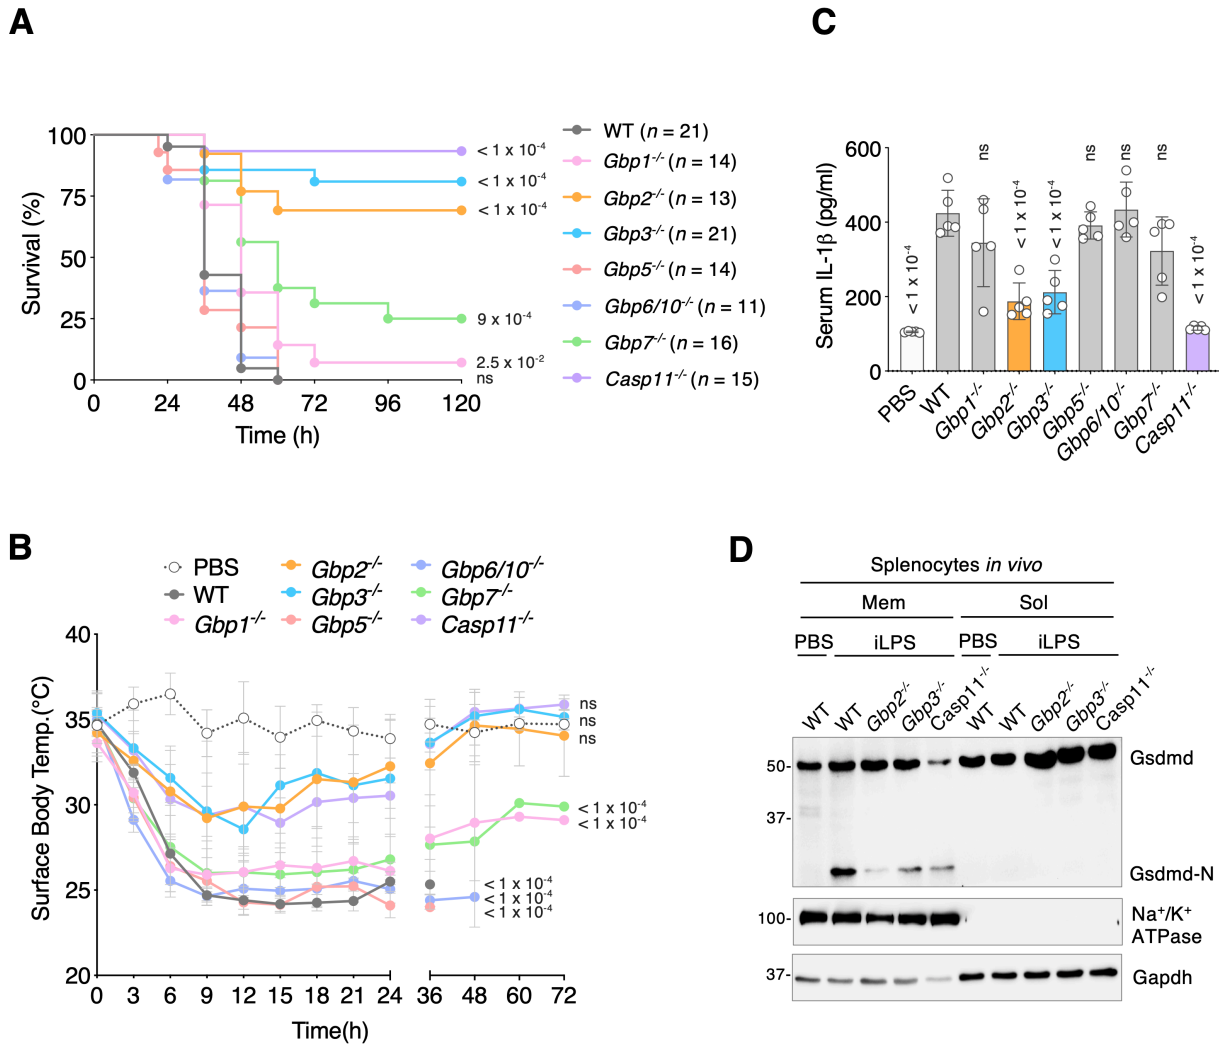 A
100
75
50
25
0
Survival (%)
0 24 48 72 96 120
Time (h)
< 1 x 10-4
< 1 x 10-4
< 1 x 10-4
9 x 10-4
2.5 x 10-2
ns
WT (n = 21)
Gbp1-/- (n = 14)
Gbp2-/- (n = 13)
Gbp3-/- (n = 21)
Gbp5-/- (n = 14)
Gbp6/10-/- (n = 11)
Gbp7-/- (n = 16)
Casp11-/- (n = 15)
C
600
400
200
0
Serum IL-1β (pg/ml)
< 1 x 10-4
ns
< 1 x 10-4
< 1 x 10-4
ns
ns
ns
< 1 x 10-4
PBS
WT
Gbp1-/-
Gbp2-/-
Gbp3-/-
Gbp5-/-
Gbp6/10-/-
Gbp7-/-
Casp11-/-
B
PBS
WT
Gbp1-/-
Gbp2-/-
Gbp3-/-
Gbp5-/-
Gbp6/10-/-
Gbp7-/-
Casp11-/-
40
35
30
25
20
Surface Body Temp.(°C)
ns
ns
ns
< 1 x 10-4
< 1 x 10-4
< 1 x 10-4
< 1 x 10-4
< 1 x 10-4
0 3 6 9 12 15 18 21 24 36 48 60 72
Time(h)
D
Splenocytes in vivo
Mem Sol
PBS iLPS PBS iLPS
WT WT Gbp2-/- Gbp3-/- Casp11-/- WT WT Gbp2-/- Gbp3-/- Casp11-/-
50- Gsdmd
37-
Gsdmd-N
100- Na+/K+
ATPase
37- Gapdh